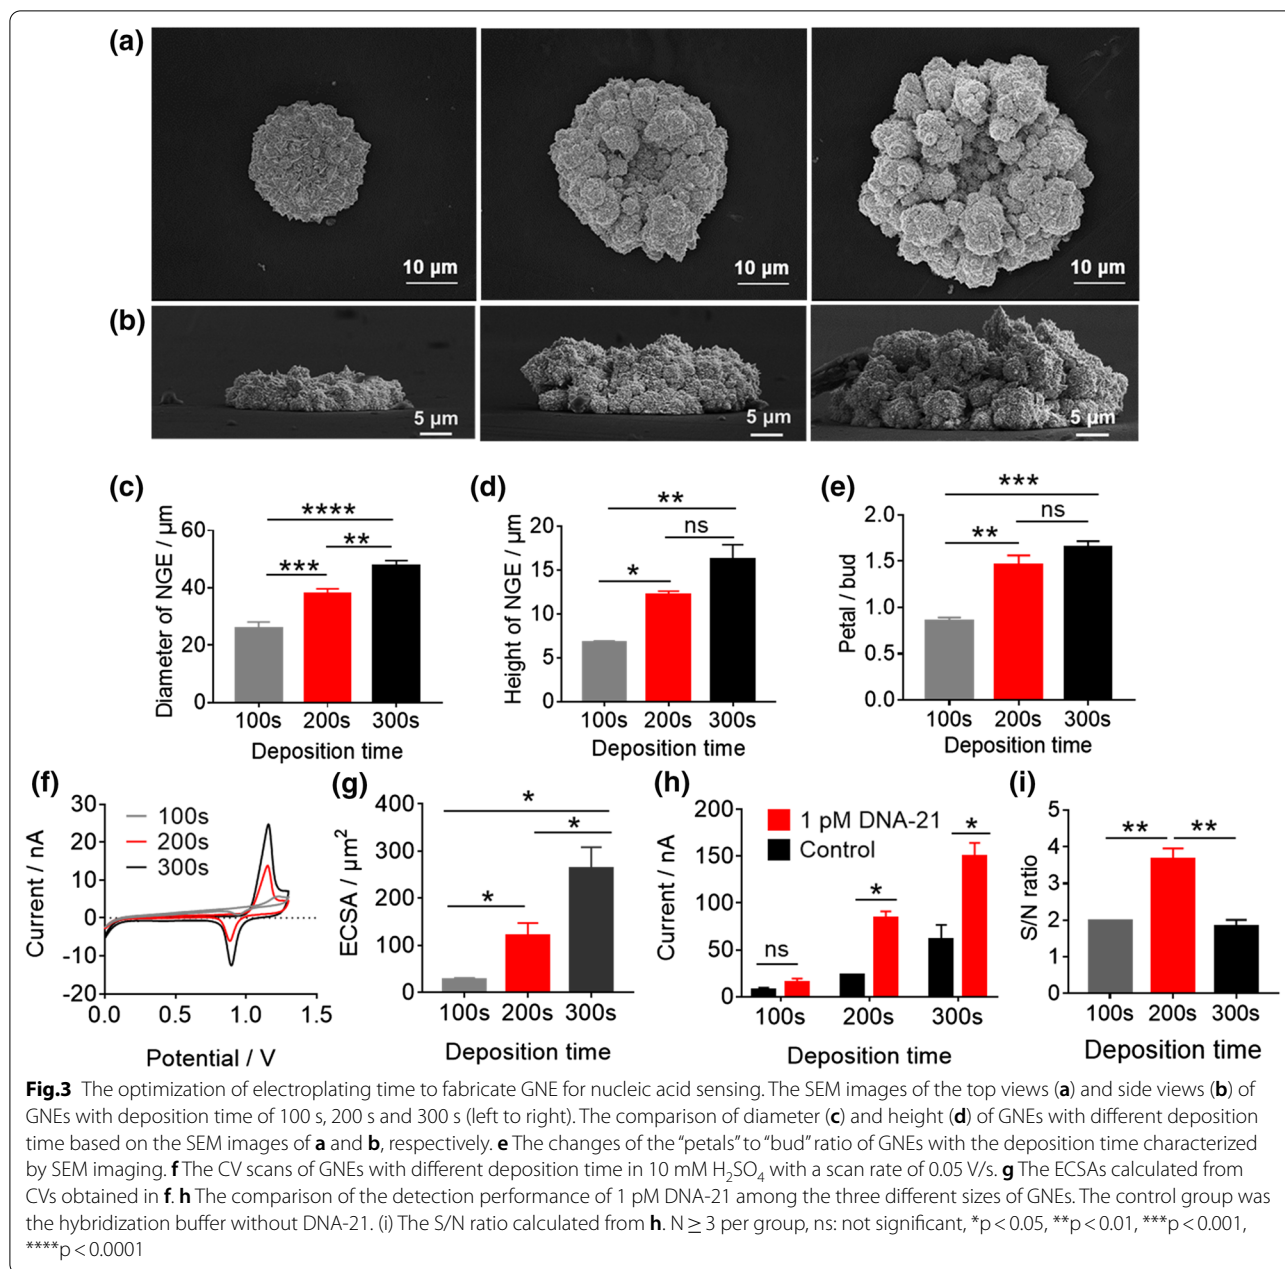 (a)
10 µm
10 µm
10 µm
(b)
5 µm
5 µm
5 µm
(c)
Diameter of NGE / µm
60
40
20
0
****
***
**
100s 200s 300s
Deposition time
(d)
Height of NGE / µm
20
15
10
5
0
**
ns
*
100s 200s 300s
Deposition time
(e)
Petal / bud
2.0
1.5
1.0
0.5
0.0
***
ns
**
100s 200s 300s
Deposition time
(f)
Current / nA
30
20
10
0
-10
-20
100s
200s
300s
0.0 0.5 1.0 1.5
Potential / V
(g)
ECSA / µm²
400
300
200
100
0
*
*
*
100s 200s 300s
Deposition time
(h)
Current / nA
200
150
100
50
0
1 pM DNA-21
Control
ns
*
*
100s 200s 300s
Deposition time
(i)
S/N ratio
5
4
3
2
1
0
** **
100s 200s 300s
Deposition time
Fig.3 The optimization of electroplating time to fabricate GNE for nucleic acid sensing. The SEM images of the top views (a) and side views (b) of
GNEs with deposition time of 100 s, 200 s and 300 s (left to right). The comparison of diameter (c) and height (d) of GNEs with different deposition
time based on the SEM images of a and b, respectively. e The changes of the “petals” to “bud” ratio of GNEs with the deposition time characterized
by SEM imaging. f The CV scans of GNEs with different deposition time in 10 mM H₂SO₄ with a scan rate of 0.05 V/s. g The ECSAs calculated from
CVs obtained in f. h The comparison of the detection performance of 1 pM DNA-21 among the three different sizes of GNEs. The control group was
the hybridization buffer without DNA-21. (i) The S/N ratio calculated from h. N ≥ 3 per group, ns: not significant, *p < 0.05, **p < 0.01, ***p < 0.001,
****p < 0.0001